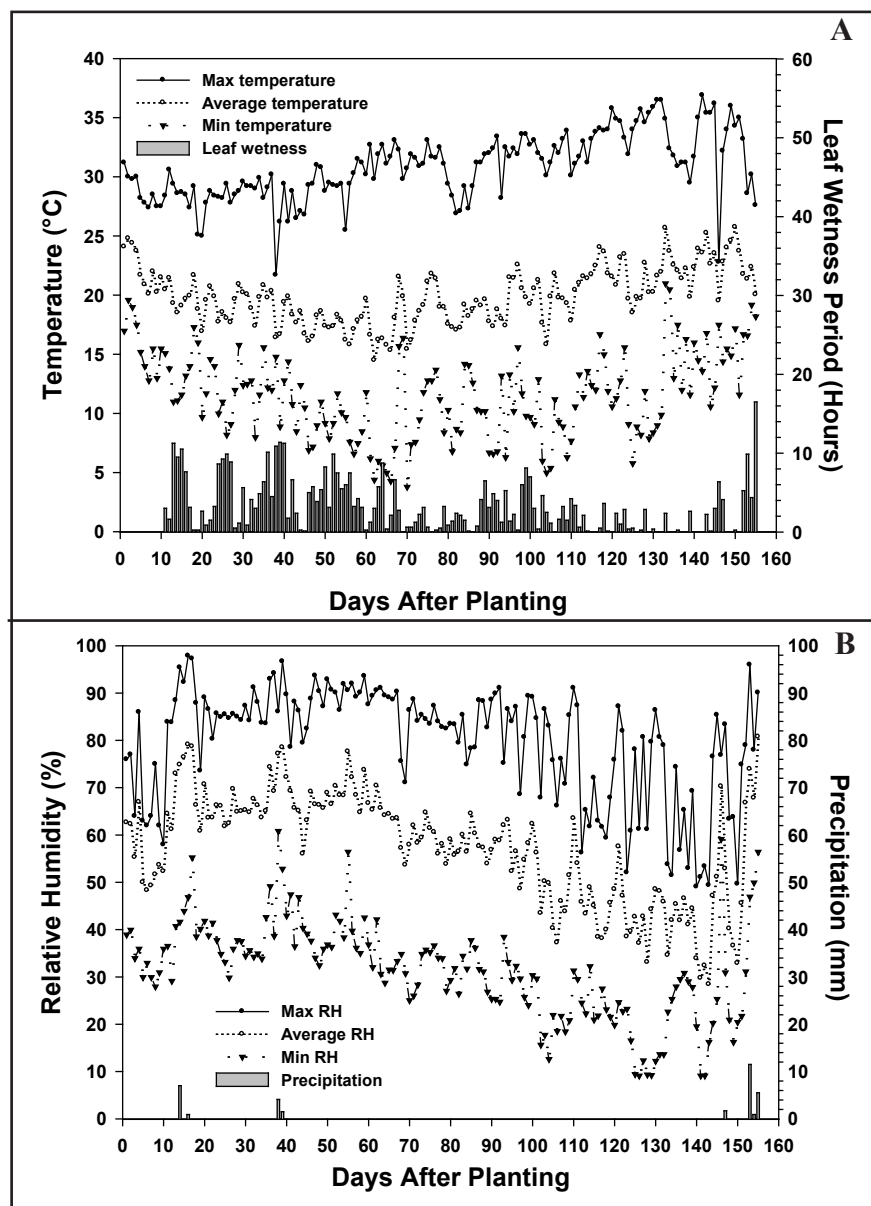 A
40
35
30
25
20
15
10
5
0
Temperature (°C)
Max temperature
Average temperature
Min temperature
Leaf wetness
60
50
40
30
20
10
0
Leaf Wetness Period (Hours)
0 10 20 30 40 50 60 70 80 90 100 110 120 130 140 150 160
Days After Planting
B
100
90
80
70
60
50
40
30
20
10
0
Relative Humidity (%)
Max RH
Average RH
Min RH
Precipitation
100
90
80
70
60
50
40
30
20
10
0
Precipitation (mm)
0 10 20 30 40 50 60 70 80 90 100 110 120 130 140 150 160
Days After Planting